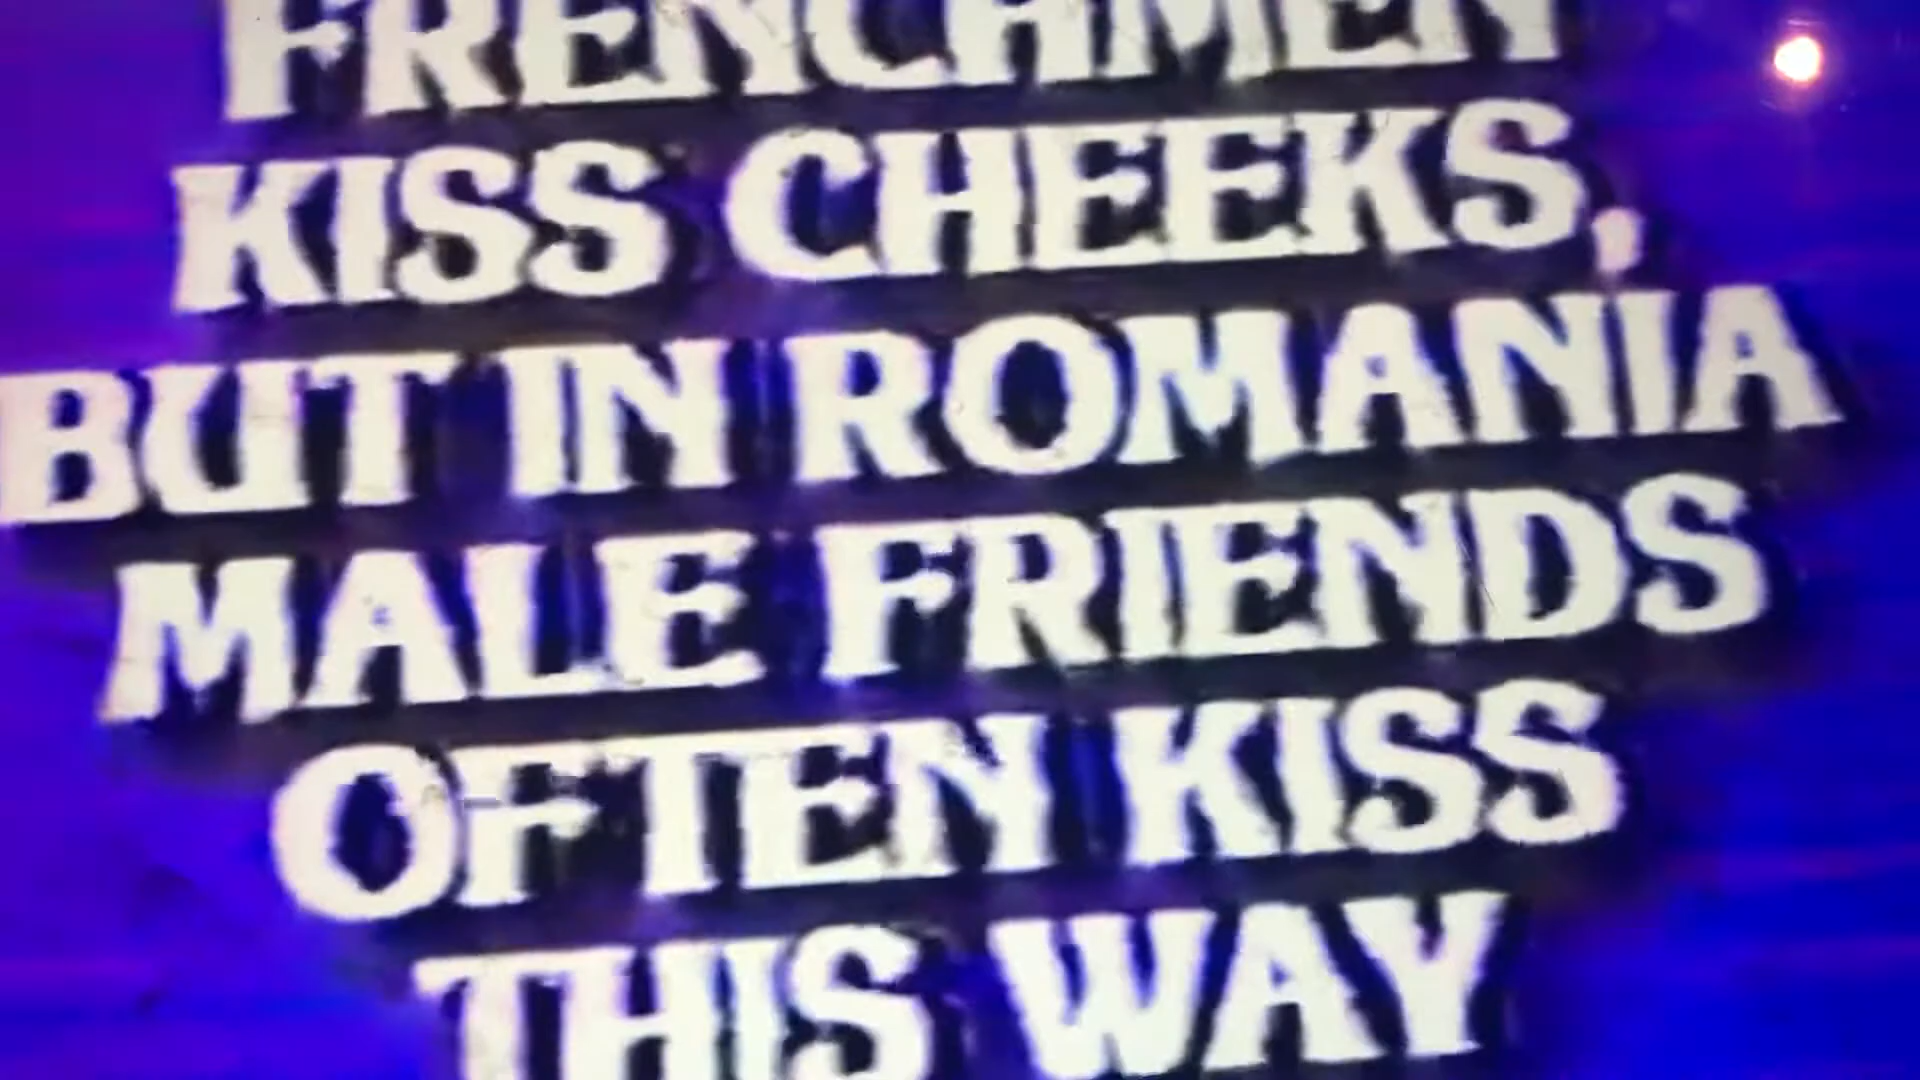 FRENCHMEN
KISS CHEEKS,
BUT IN ROMANIA
MALE FRIENDS
OFTEN KISS
THIS WAY